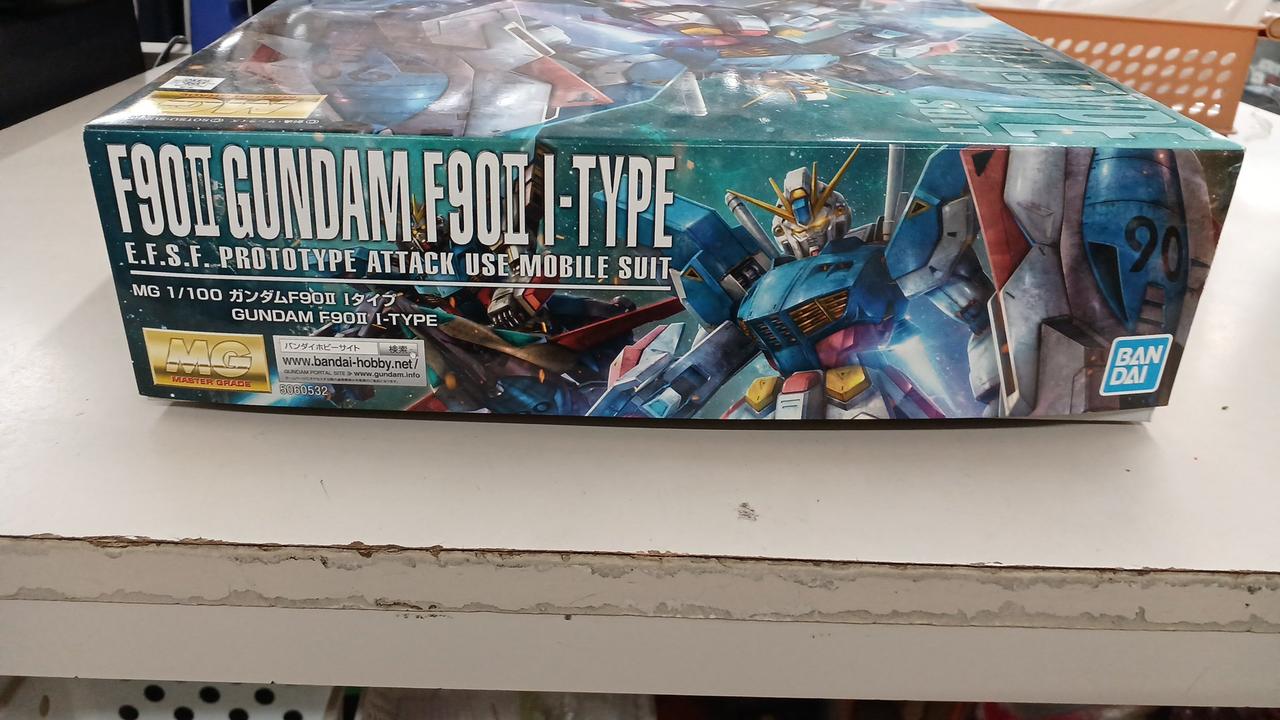 F90Ⅱ GUNDAM F90Ⅱ I-TYPE
E.F.S.F. PROTOTYPE ATTACK USE MOBILE SUIT
MG 1/100 ガンダムF90Ⅱ Iタイプ
GUNDAM F90Ⅱ I-TYPE
MG
MASTER GRADE
バンダイホビーサイト 検索
www.bandai-hobby.net/
GUNDAM PORTAL SITE ≫ www.gundam.info
5060532
90
BAN
DAI